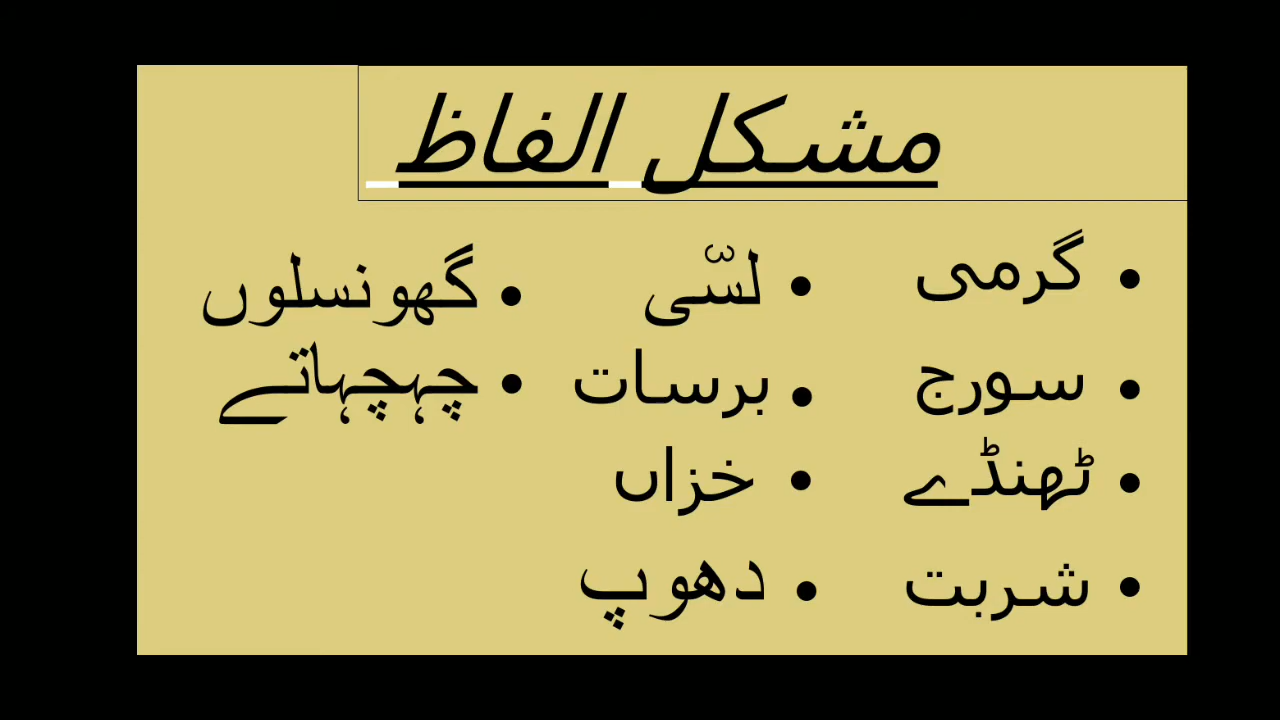 مشکل الفاظ
• گرمی
• سورج
• ٹھنڈے
• شربت
• لسّی
• برسات
• خزاں
• دھوپ
• گھونسلوں
• چہچہاتے